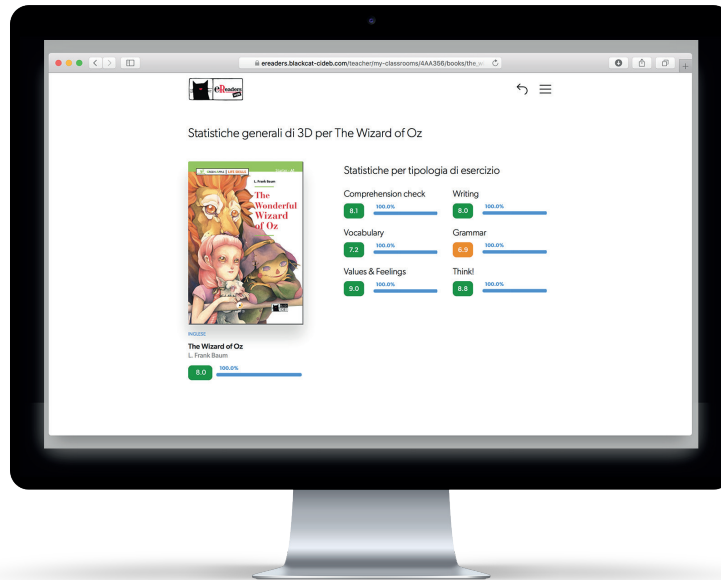 ereaders.blackcat-cideb.com/teacher/my-classrooms/4AA356/books/the_wi
eReaders
Statistiche generali di 3D per The Wizard of Oz
L. Frank Baum
The
Wonderful
Wizard
of Oz
INGLESE
The Wizard of Oz
L. Frank Baum
8.0 100.0%
Statistiche per tipologia di esercizio
Comprehension check
8.1 100.0%
Writing
8.0 100.0%
Vocabulary
7.2 100.0%
Grammar
6.9 100.0%
Values & Feelings
9.0 100.0%
Think!
8.8 100.0%